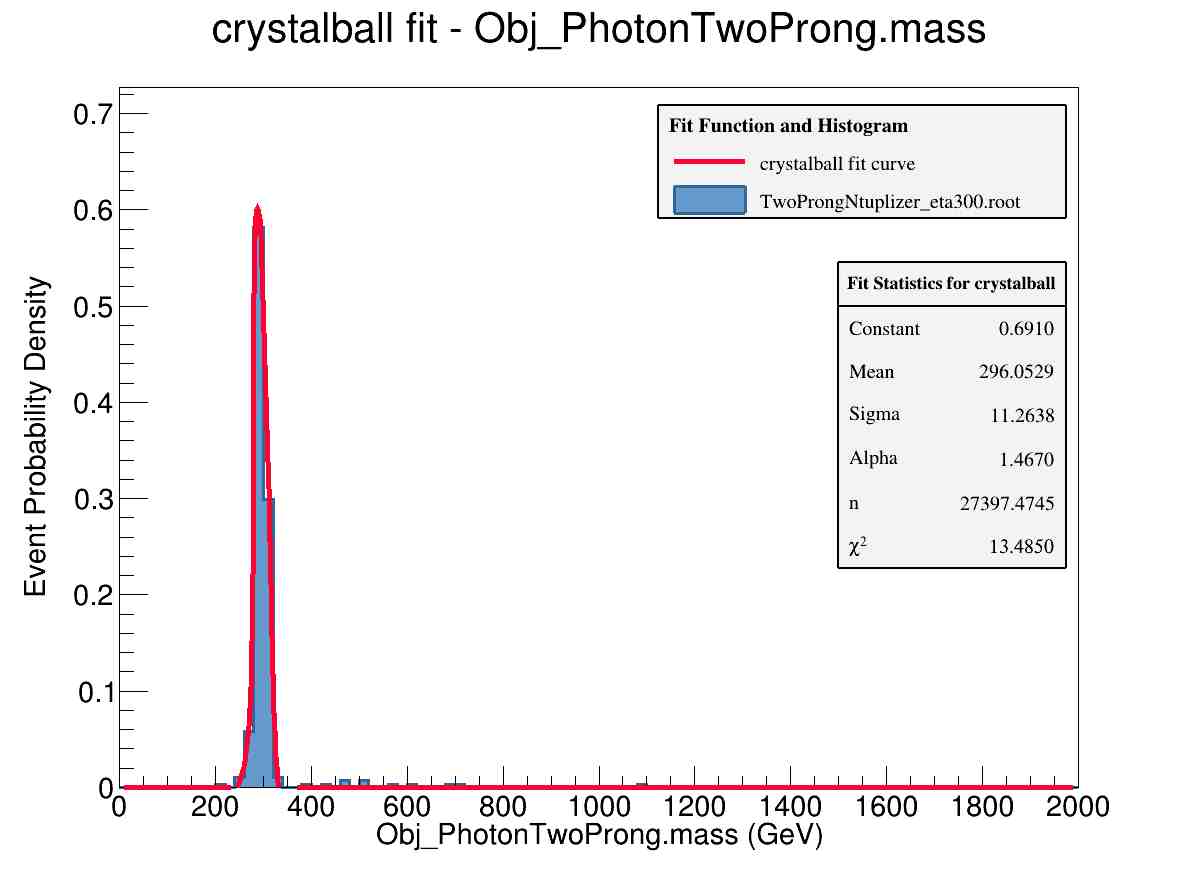 crystalball fit - Obj_PhotonTwoProng.mass
Fit Function and Histogram
crystalball fit curve
TwoProngNtuplizer_eta300.root
Fit Statistics for crystalball
Constant 0.6910
Mean 296.0529
Sigma 11.2638
Alpha 1.4670
n 27397.4745
χ² 13.4850
Event Probability Density
0.7
0.6
0.5
0.4
0.3
0.2
0.1
0
0 200 400 600 800 1000 1200 1400 1600 1800 2000
Obj_PhotonTwoProng.mass (GeV)